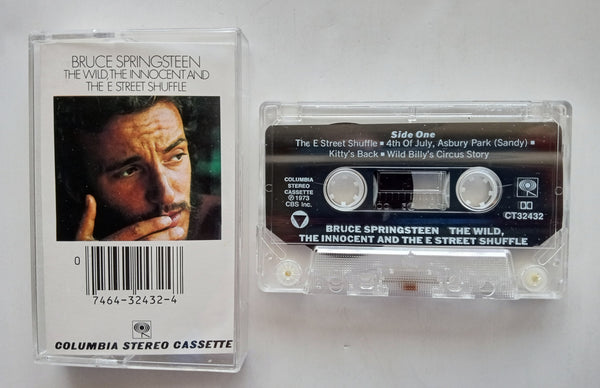 BRUCE SPRINGSTEEN
THE WILD, THE INNOCENT AND
THE E STREET SHUFFLE
0
7464-32432-4
COLUMBIA STEREO CASSETTE
Side One
The E Street Shuffle ▪ 4th Of July, Asbury Park (Sandy) ▪
Kitty's Back ▪ Wild Billy's Circus Story
COLUMBIA
STEREO
CASSETTE
℗1973
CBS Inc.
CT32432
BRUCE SPRINGSTEEN THE WILD,
THE INNOCENT AND THE E STREET SHUFFLE